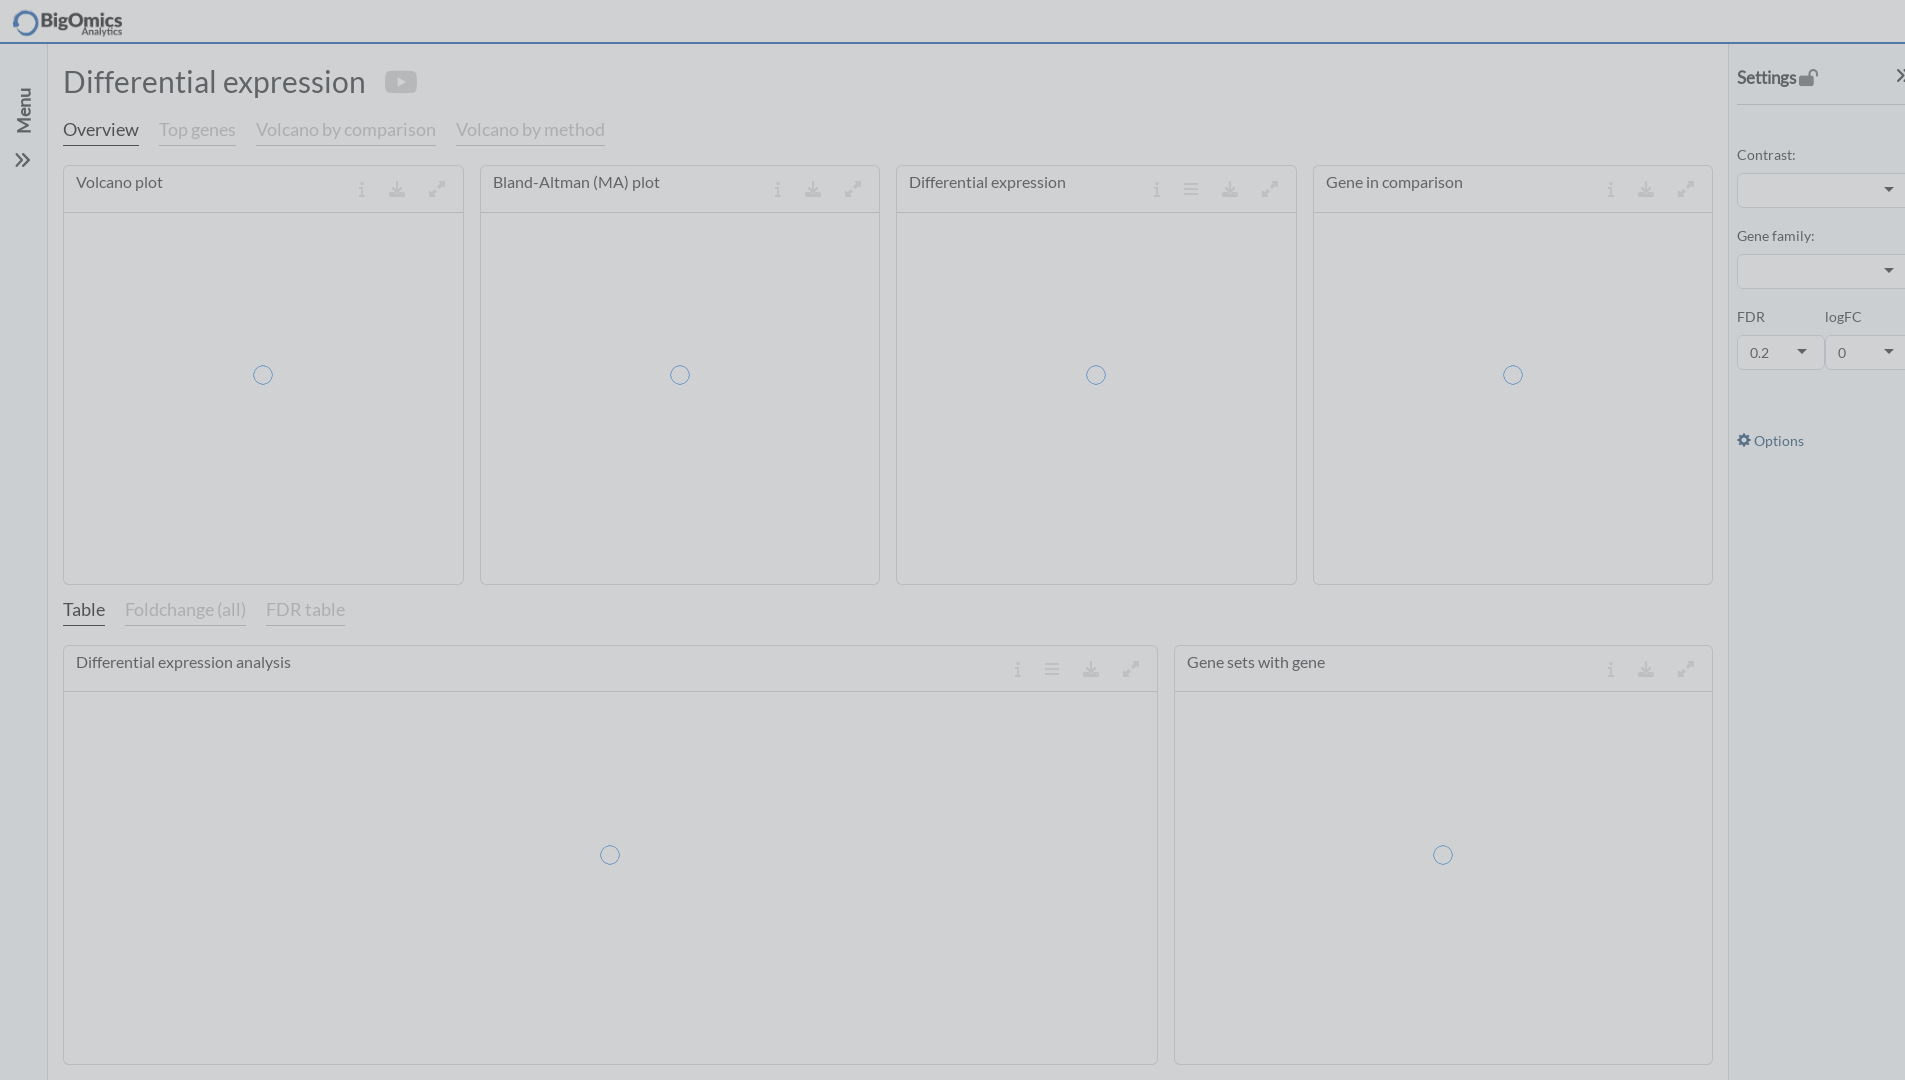 BigOmics
Analytics
Menu
Differential expression
Overview Top genes Volcano by comparison Volcano by method
Volcano plot
Bland-Altman (MA) plot
Differential expression
Gene in comparison
Table Foldchange (all) FDR table
Differential expression analysis
Gene sets with gene
Settings
Contrast:
Gene family:
FDR logFC
0.2 0
Options